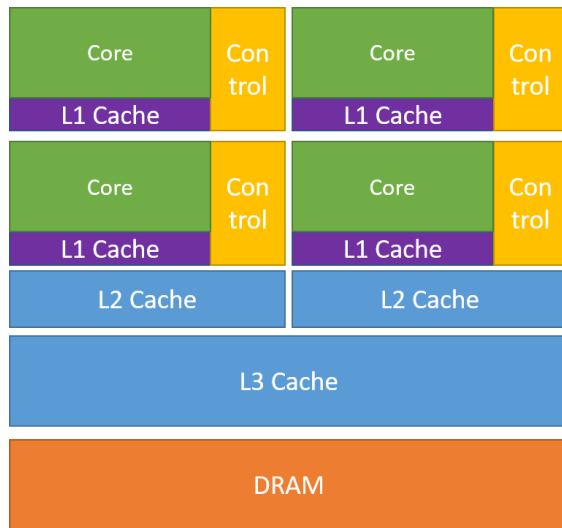 Core
Con
trol
L1 Cache
Core
Con
trol
L1 Cache
Core
Con
trol
L1 Cache
Core
Con
trol
L1 Cache
L2 Cache
L2 Cache
L3 Cache
DRAM